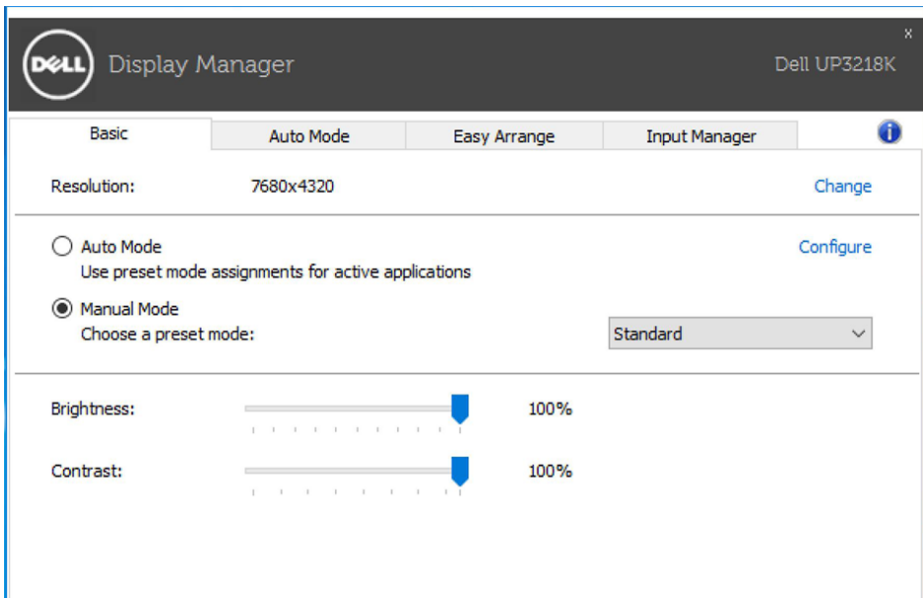 DELL Display Manager
x
Dell UP3218K
Basic Auto Mode Easy Arrange Input Manager i
Resolution: 7680x4320 Change
Auto Mode Configure
Use preset mode assignments for active applications
Manual Mode
Choose a preset mode: Standard
Brightness: 100%
Contrast: 100%